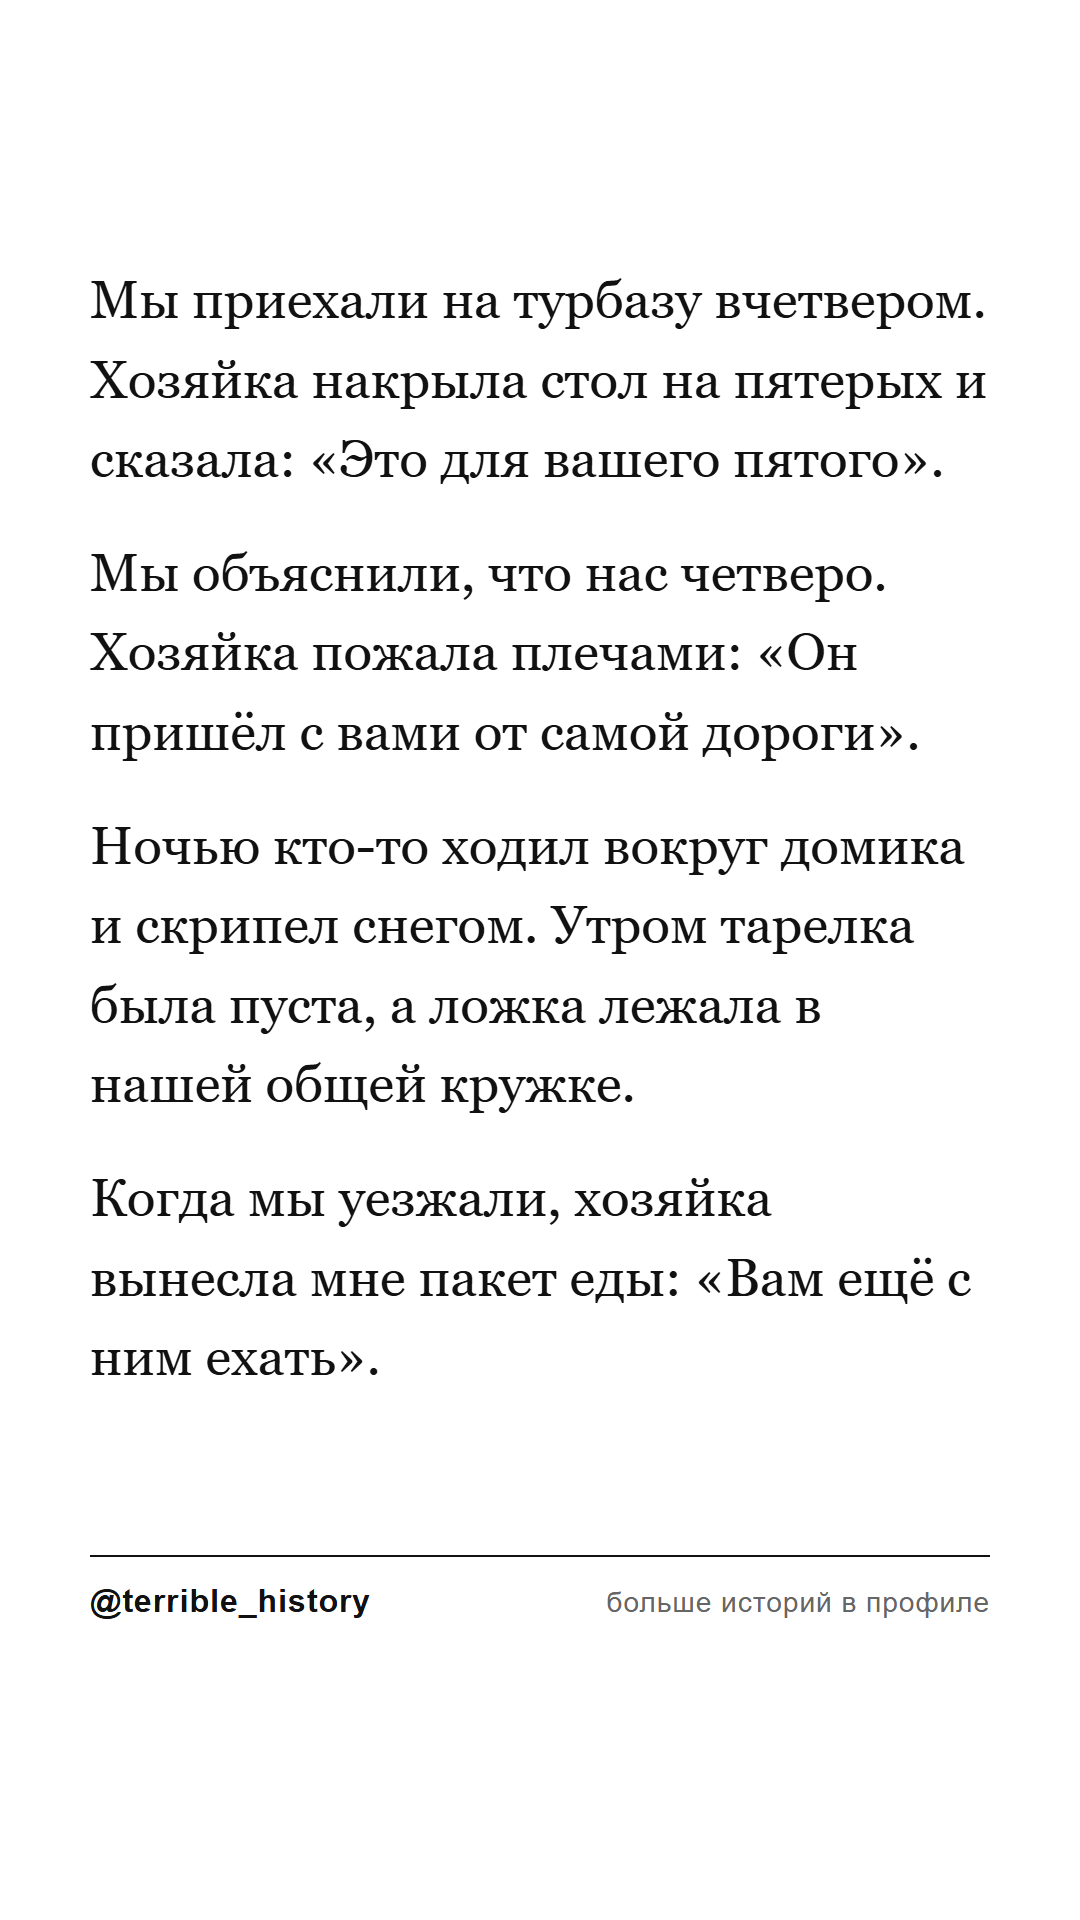 Мы приехали на турбазу вчетвером.
Хозяйка накрыла стол на пятерых и
сказала: «Это для вашего пятого».
Мы объяснили, что нас четверо.
Хозяйка пожала плечами: «Он
пришёл с вами от самой дороги».
Ночью кто-то ходил вокруг домика
и скрипел снегом. Утром тарелка
была пуста, а ложка лежала в
нашей общей кружке.
Когда мы уезжали, хозяйка
вынесла мне пакет еды: «Вам ещё с
ним ехать».
@terrible_history
больше историй в профиле